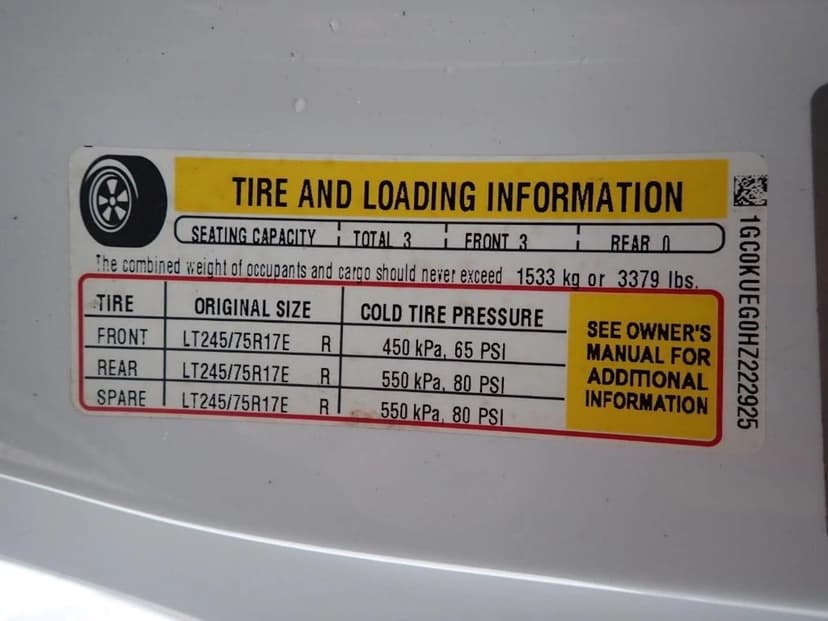 TIRE AND LOADING INFORMATION
SEATING CAPACITY TOTAL 3 FRONT 3 REAR 0
The combined weight of occupants and cargo should never exceed 1533 kg or 3379 lbs.
TIRE ORIGINAL SIZE COLD TIRE PRESSURE
FRONT LT245/75R17E R 450 kPa, 65 PSI
REAR LT245/75R17E R 550 kPa, 80 PSI
SPARE LT245/75R17E R 550 kPa, 80 PSI
SEE OWNER'S
MANUAL FOR
ADDITIONAL
INFORMATION
1GC0KUEG0HZ222925